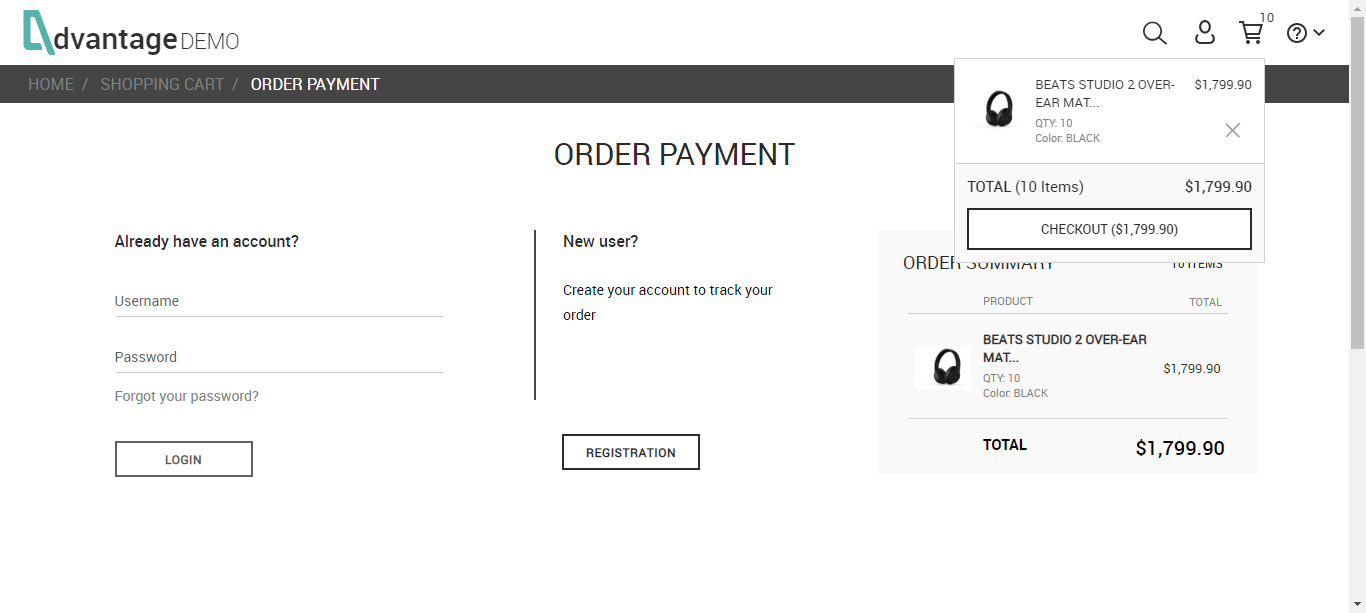 AdvantageDEMO
10
HOME / SHOPPING CART / ORDER PAYMENT
BEATS STUDIO 2 OVER-EAR MAT... $1,799.90
QTY: 10
Color: BLACK
TOTAL (10 Items) $1,799.90
CHECKOUT ($1,799.90)
ORDER PAYMENT
Already have an account?
Username
Password
Forgot your password?
LOGIN
New user?
Create your account to track your
order
REGISTRATION
ORDER SUMMARY 10 ITEMS
PRODUCT TOTAL
BEATS STUDIO 2 OVER-EAR
MAT...
$1,799.90
QTY: 10
Color: BLACK
TOTAL $1,799.90